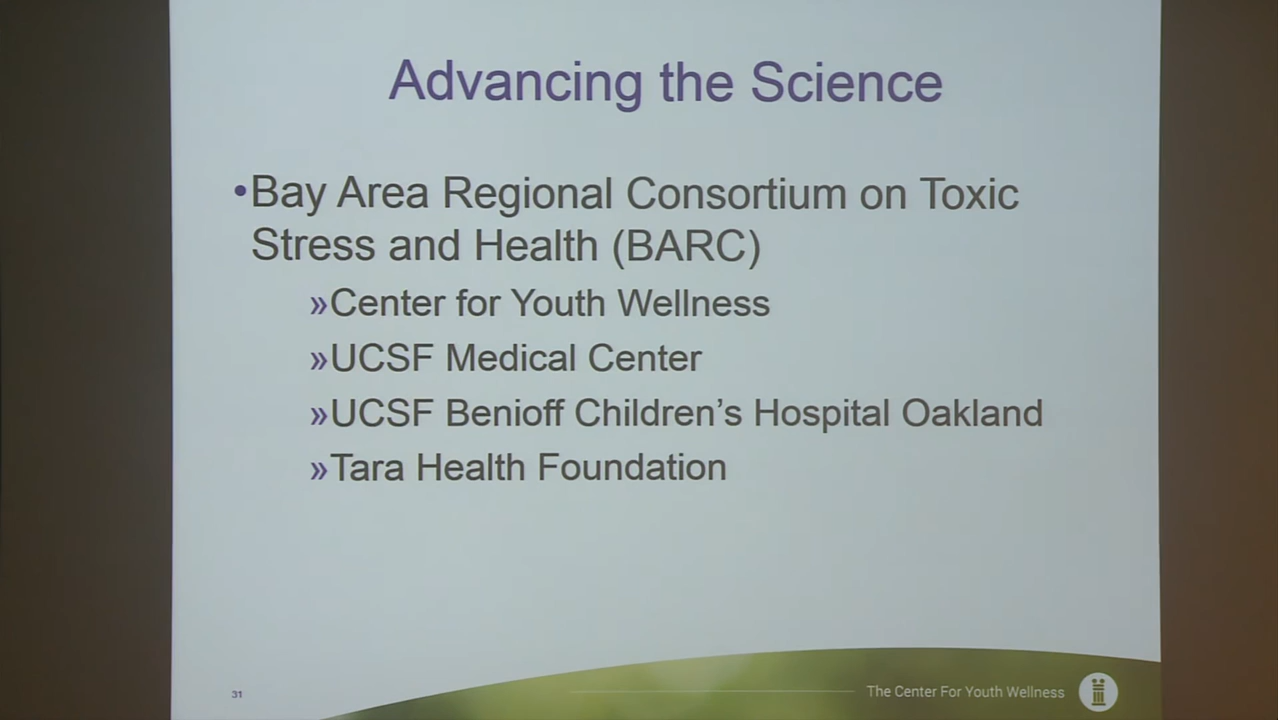 Advancing the Science
•Bay Area Regional Consortium on Toxic
Stress and Health (BARC)
»Center for Youth Wellness
»UCSF Medical Center
»UCSF Benioff Children’s Hospital Oakland
»Tara Health Foundation
31
The Center For Youth Wellness